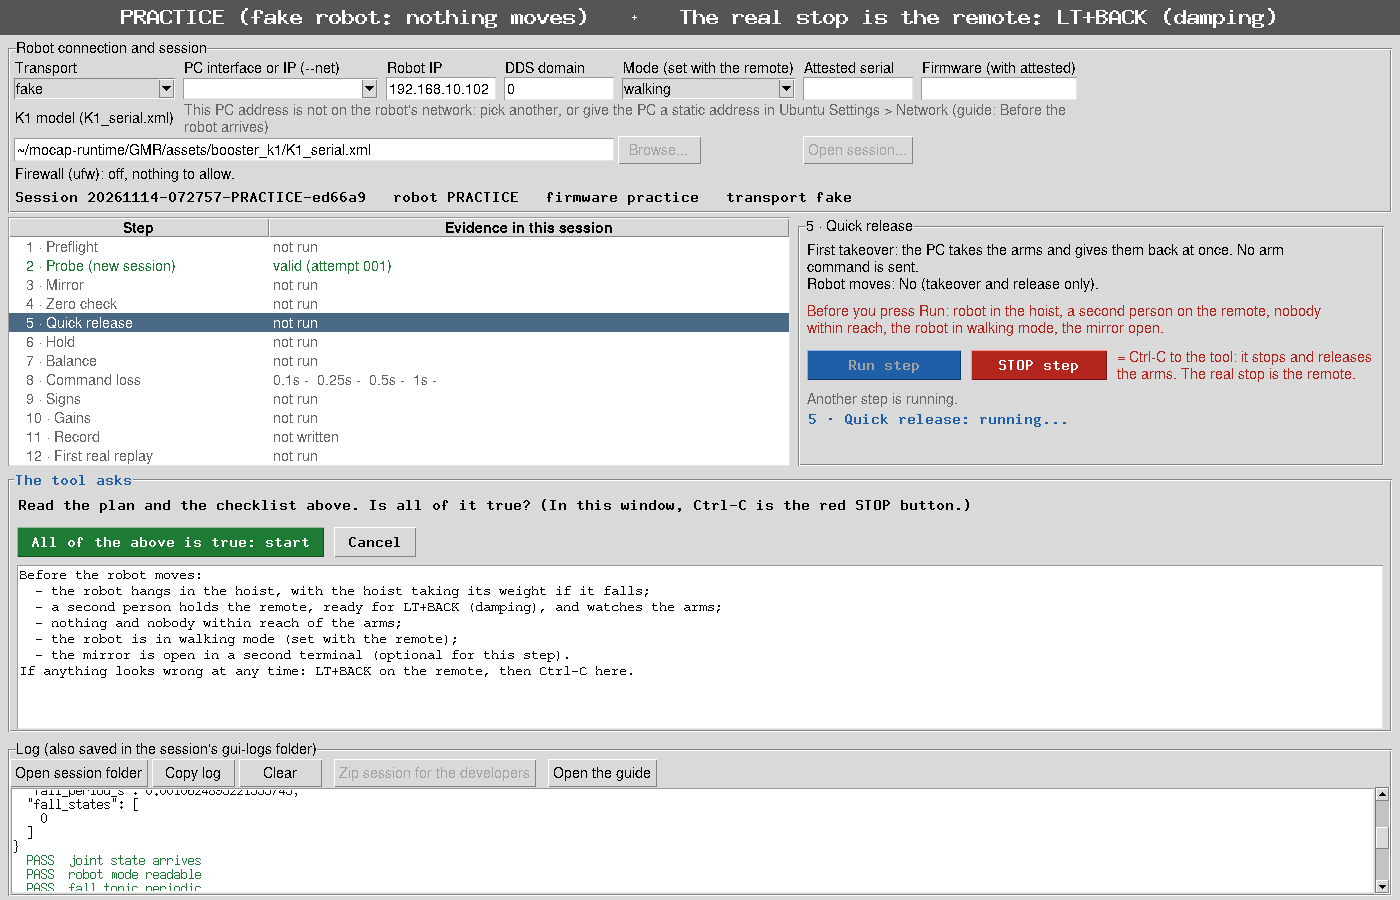 PRACTICE (fake robot: nothing moves) · The real stop is the remote: LT+BACK (damping)
Robot connection and session
Transport PC interface or IP (--net) Robot IP DDS domain Mode (set with the remote) Attested serial Firmware (with attested)
fake 192.168.10.102 0 walking
K1 model (K1_serial.xml) This PC address is not on the robot's network: pick another, or give the PC a static address in Ubuntu Settings > Network (guide: Before the
robot arrives)
~/mocap-runtime/GMR/assets/booster_k1/K1_serial.xml Browse... Open session...
Firewall (ufw): off, nothing to allow.
Session 20261114-072757-PRACTICE-ed66a9 robot PRACTICE firmware practice transport fake
Step Evidence in this session
1 · Preflight not run
2 · Probe (new session) valid (attempt 001)
3 · Mirror not run
4 · Zero check not run
5 · Quick release not run
6 · Hold not run
7 · Balance not run
8 · Command loss 0.1s - 0.25s - 0.5s - 1s -
9 · Signs not run
10 · Gains not run
11 · Record not written
12 · First real replay not run
5 · Quick release
First takeover: the PC takes the arms and gives them back at once. No arm
command is sent.
Robot moves: No (takeover and release only).
Before you press Run: robot in the hoist, a second person on the remote, nobody
within reach, the robot in walking mode, the mirror open.
Run step STOP step = Ctrl-C to the tool: it stops and releases
the arms. The real stop is the remote.
Another step is running.
5 · Quick release: running...
The tool asks
Read the plan and the checklist above. Is all of it true? (In this window, Ctrl-C is the red STOP button.)
All of the above is true: start Cancel
Before the robot moves:
- the robot hangs in the hoist, with the hoist taking its weight if it falls;
- a second person holds the remote, ready for LT+BACK (damping), and watches the arms;
- nothing and nobody within reach of the arms;
- the robot is in walking mode (set with the remote);
- the mirror is open in a second terminal (optional for this step).
If anything looks wrong at any time: LT+BACK on the remote, then Ctrl-C here.
Log (also saved in the session's gui-logs folder)
Open session folder Copy log Clear Zip session for the developers Open the guide
"fall_states": [
0
]
}
PASS joint state arrives
PASS robot mode readable
PASS fall topic periodic